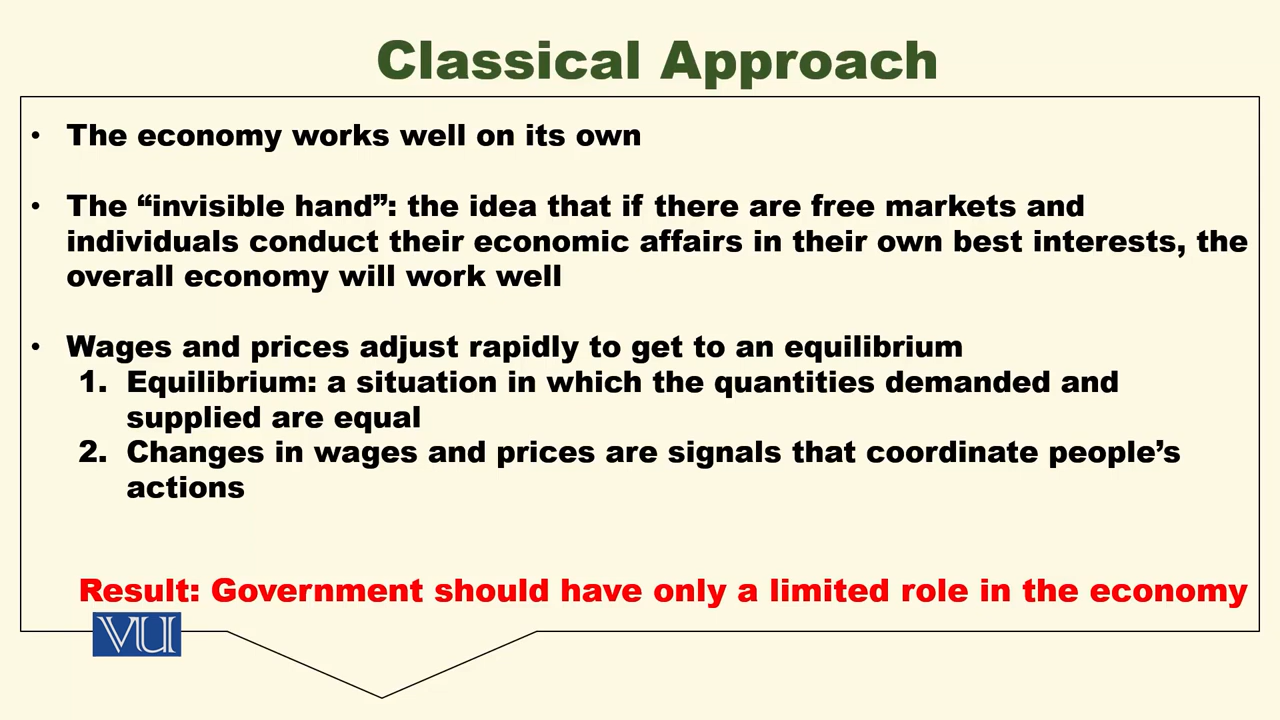 Classical Approach
• The economy works well on its own
• The “invisible hand”: the idea that if there are free markets and
individuals conduct their economic affairs in their own best interests, the
overall economy will work well
• Wages and prices adjust rapidly to get to an equilibrium
1. Equilibrium: a situation in which the quantities demanded and
supplied are equal
2. Changes in wages and prices are signals that coordinate people’s
actions
Result: Government should have only a limited role in the economy
VU